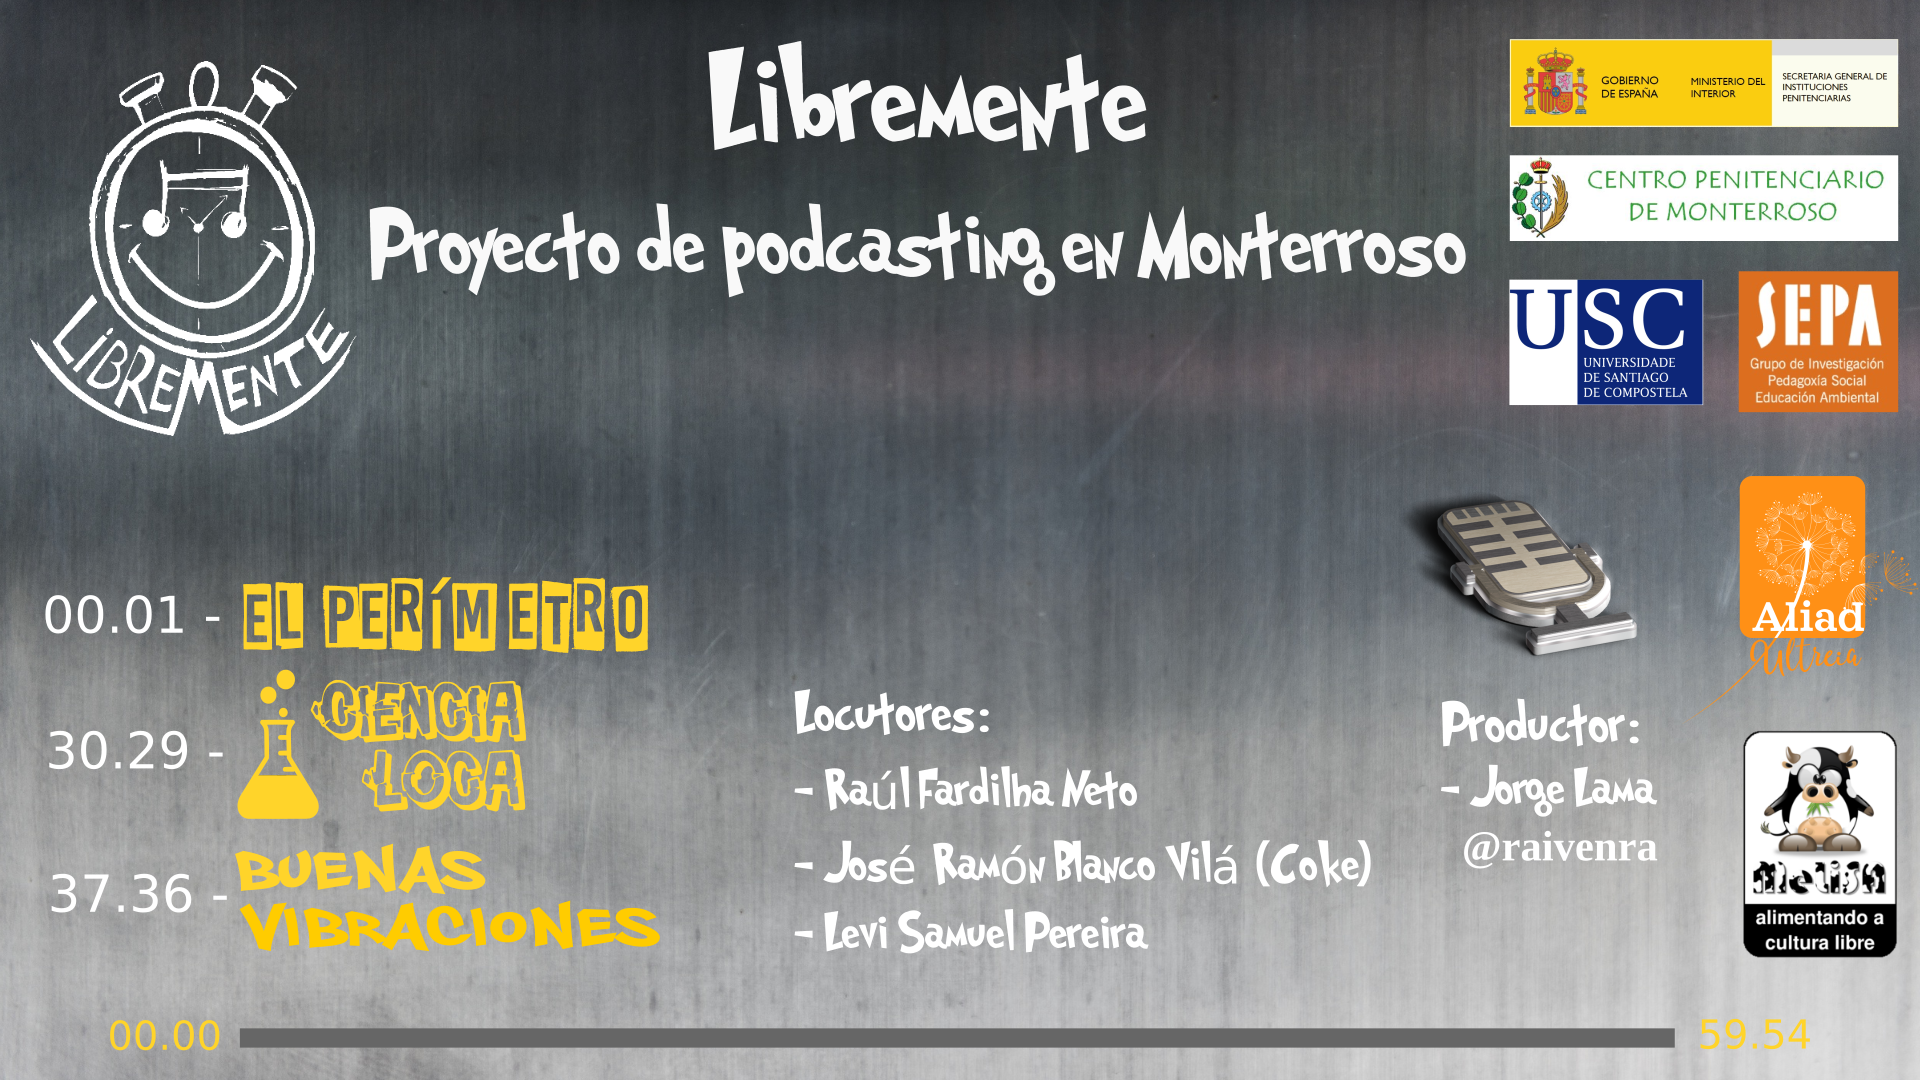 Libremente
Proyecto de podcasting en Monterroso
LIBREMENTE
GOBIERNO
DE ESPAÑA
MINISTERIO DEL
INTERIOR
SECRETARIA GENERAL DE
INSTITUCIONES
PENITENCIARIAS
CENTRO PENITENCIARIO
DE MONTERROSO
USC
UNIVERSIDADE
DE SANTIAGO
DE COMPOSTELA
SEPA
Grupo de Investigación
Pedagoxía Social
Educación Ambiental
Aliad
Ultreia
00.01 - EL PERÍMETRO
30.29 - CIENCIA
LOCA
37.36 - BUENAS
VIBRACIONES
Locutores:
- Raúl Fardilha Neto
- José Ramón Blanco Vilá (Coke)
- Levi Samuel Pereira
Productor:
- Jorge Lama
@raivenra
Melisa
alimentando a
cultura libre
00.00
59.54